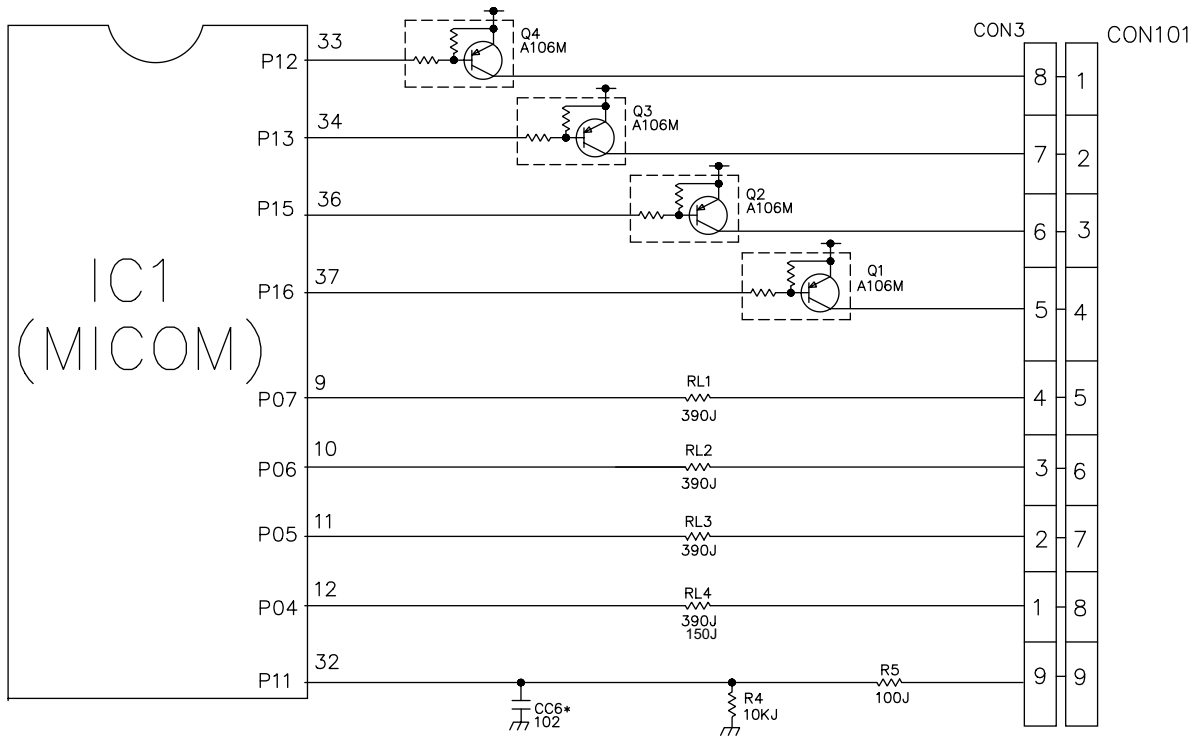 CON3 CON101
33 Q4
A106M
P12 8 1
34 Q3
A106M
P13 7 2
36 Q2
A106M
P15 6 3
37 Q1
A106M
P16 5 4
IC1
(MICOM)
9 RL1
P07 390J 4 5
10 RL2
P06 390J 3 6
11 RL3
P05 390J 2 7
12 RL4
P04 390J 1 8
150J
32 R5
P11 100J 9 9
CC6*
102
R4
10KJ